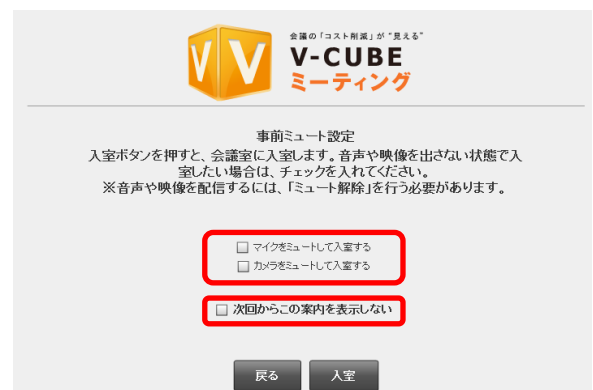 会議の「コスト削減」が“見える”
V-CUBE
ミーティング
事前ミュート設定
入室ボタンを押すと、会議室に入室します。音声や映像を出さない状態で入
室したい場合は、チェックを入れてください。
※音声や映像を配信するには、「ミュート解除」を行う必要があります。
マイクをミュートして入室する
カメラをミュートして入室する
次回からこの案内を表示しない
戻る 入室